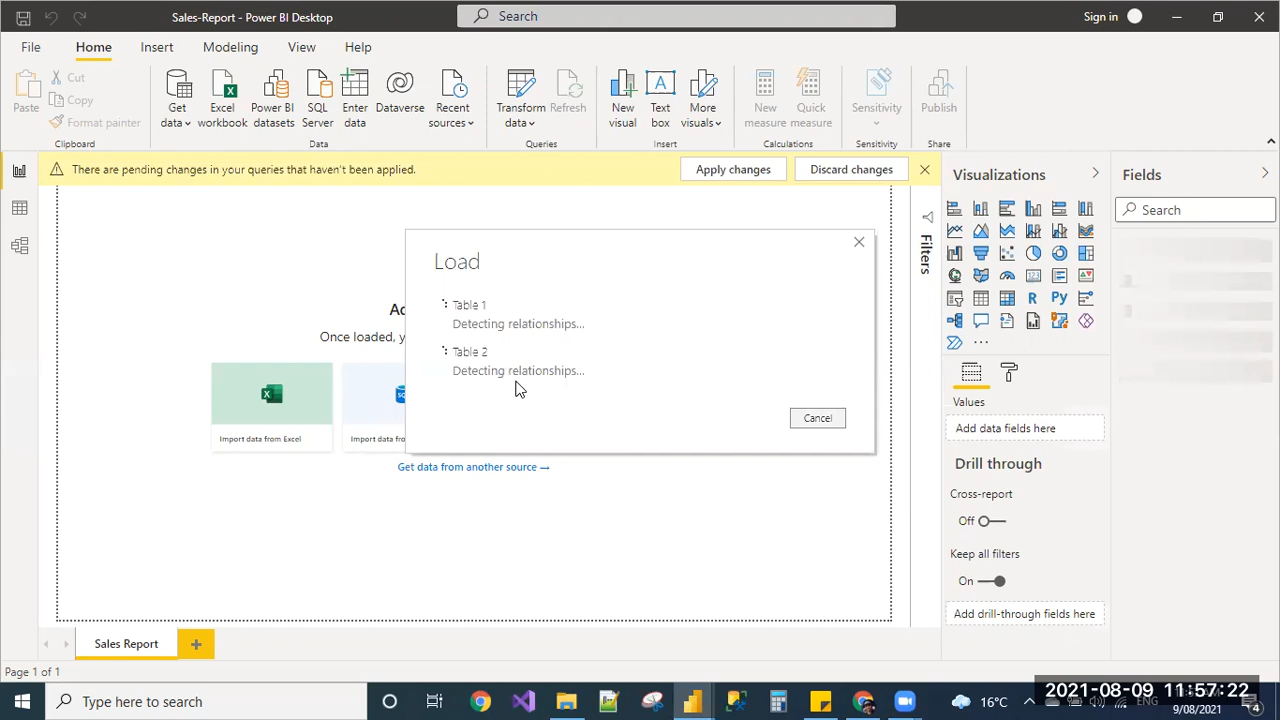 Sales-Report - Power BI Desktop
Search
Sign in
File
Home
Insert
Modeling
View
Help
Paste
Cut
Copy
Format painter
Clipboard
Get data
Excel workbook
Power BI datasets
SQL Server
Enter data
Dataverse
Recent sources
Data
Transform data
Refresh
Queries
New visual
Text box
More visuals
Insert
New measure
Quick measure
Calculations
Sensitivity
Sensitivity
Publish
Share
There are pending changes in your queries that haven't been applied.
Apply changes
Discard changes
Load
Table 1
Detecting relationships...
Table 2
Detecting relationships...
Cancel
Once loaded, y
Import data from Excel
Import data fro
Get data from another source →
Filters
Visualizations
R
Py
Values
Add data fields here
Drill through
Cross-report
Off
Keep all filters
On
Add drill-through fields here
Fields
Search
Sales Report
Page 1 of 1
Type here to search
16°C
ENG
2021-08-09 11:57:22
9/08/2021
4